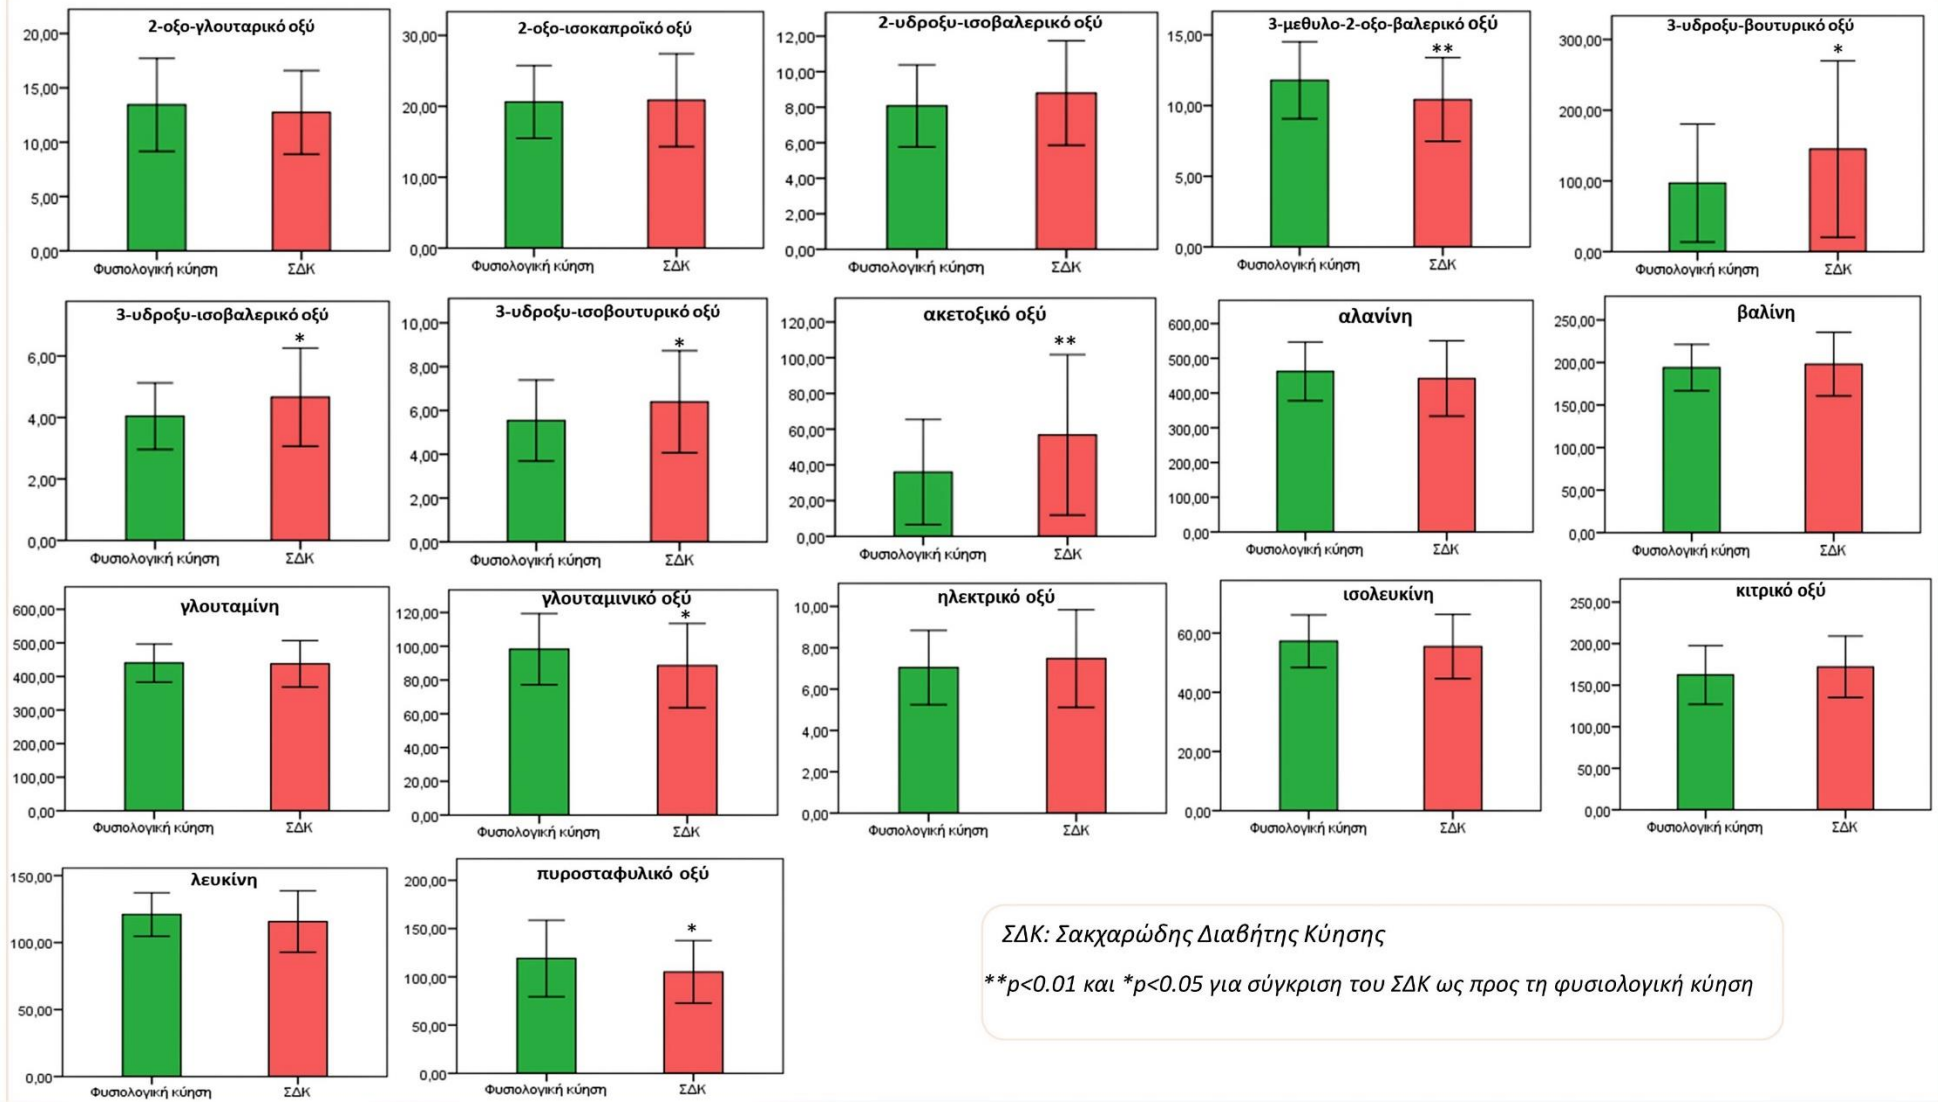 2-οξο-γλουταρικό οξύ
20,00
15,00
10,00
5,00
0,00
Φυσιολογική κύηση
ΣΔΚ
2-οξο-ισοκαπροϊκό οξύ
30,00
20,00
10,00
0,00
Φυσιολογική κύηση
ΣΔΚ
2-υδροξυ-ισοβαλερικό οξύ
12,00
10,00
8,00
6,00
4,00
2,00
0,00
Φυσιολογική κύηση
ΣΔΚ
3-μεθυλο-2-οξο-βαλερικό οξύ
**
15,00
10,00
5,00
0,00
Φυσιολογική κύηση
ΣΔΚ
3-υδροξυ-βουτυρικό οξύ
*
300,00
200,00
100,00
0,00
Φυσιολογική κύηση
ΣΔΚ
3-υδροξυ-ισοβαλερικό οξύ
*
6,00
4,00
2,00
0,00
Φυσιολογική κύηση
ΣΔΚ
3-υδροξυ-ισοβουτυρικό οξύ
*
10,00
8,00
6,00
4,00
2,00
0,00
Φυσιολογική κύηση
ΣΔΚ
ακετοξικό οξύ
**
120,00
100,00
80,00
60,00
40,00
20,00
0,00
Φυσιολογική κύηση
ΣΔΚ
αλανίνη
600,00
500,00
400,00
300,00
200,00
100,00
0,00
Φυσιολογική κύηση
ΣΔΚ
βαλίνη
250,00
200,00
150,00
100,00
50,00
0,00
Φυσιολογική κύηση
ΣΔΚ
γλουταμίνη
600,00
500,00
400,00
300,00
200,00
100,00
0,00
Φυσιολογική κύηση
ΣΔΚ
γλουταμινικό οξύ
*
120,00
100,00
80,00
60,00
40,00
20,00
0,00
Φυσιολογική κύηση
ΣΔΚ
ηλεκτρικό οξύ
10,00
8,00
6,00
4,00
2,00
0,00
Φυσιολογική κύηση
ΣΔΚ
ισολευκίνη
60,00
40,00
20,00
0,00
Φυσιολογική κύηση
ΣΔΚ
κιτρικό οξύ
250,00
200,00
150,00
100,00
50,00
0,00
Φυσιολογική κύηση
ΣΔΚ
λευκίνη
150,00
100,00
50,00
0,00
Φυσιολογική κύηση
ΣΔΚ
πυροσταφυλικό οξύ
*
200,00
150,00
100,00
50,00
0,00
Φυσιολογική κύηση
ΣΔΚ
ΣΔΚ: Σακχαρώδης Διαβήτης Κύησης
**p<0.01 και *p<0.05 για σύγκριση του ΣΔΚ ως προς τη φυσιολογική κύηση